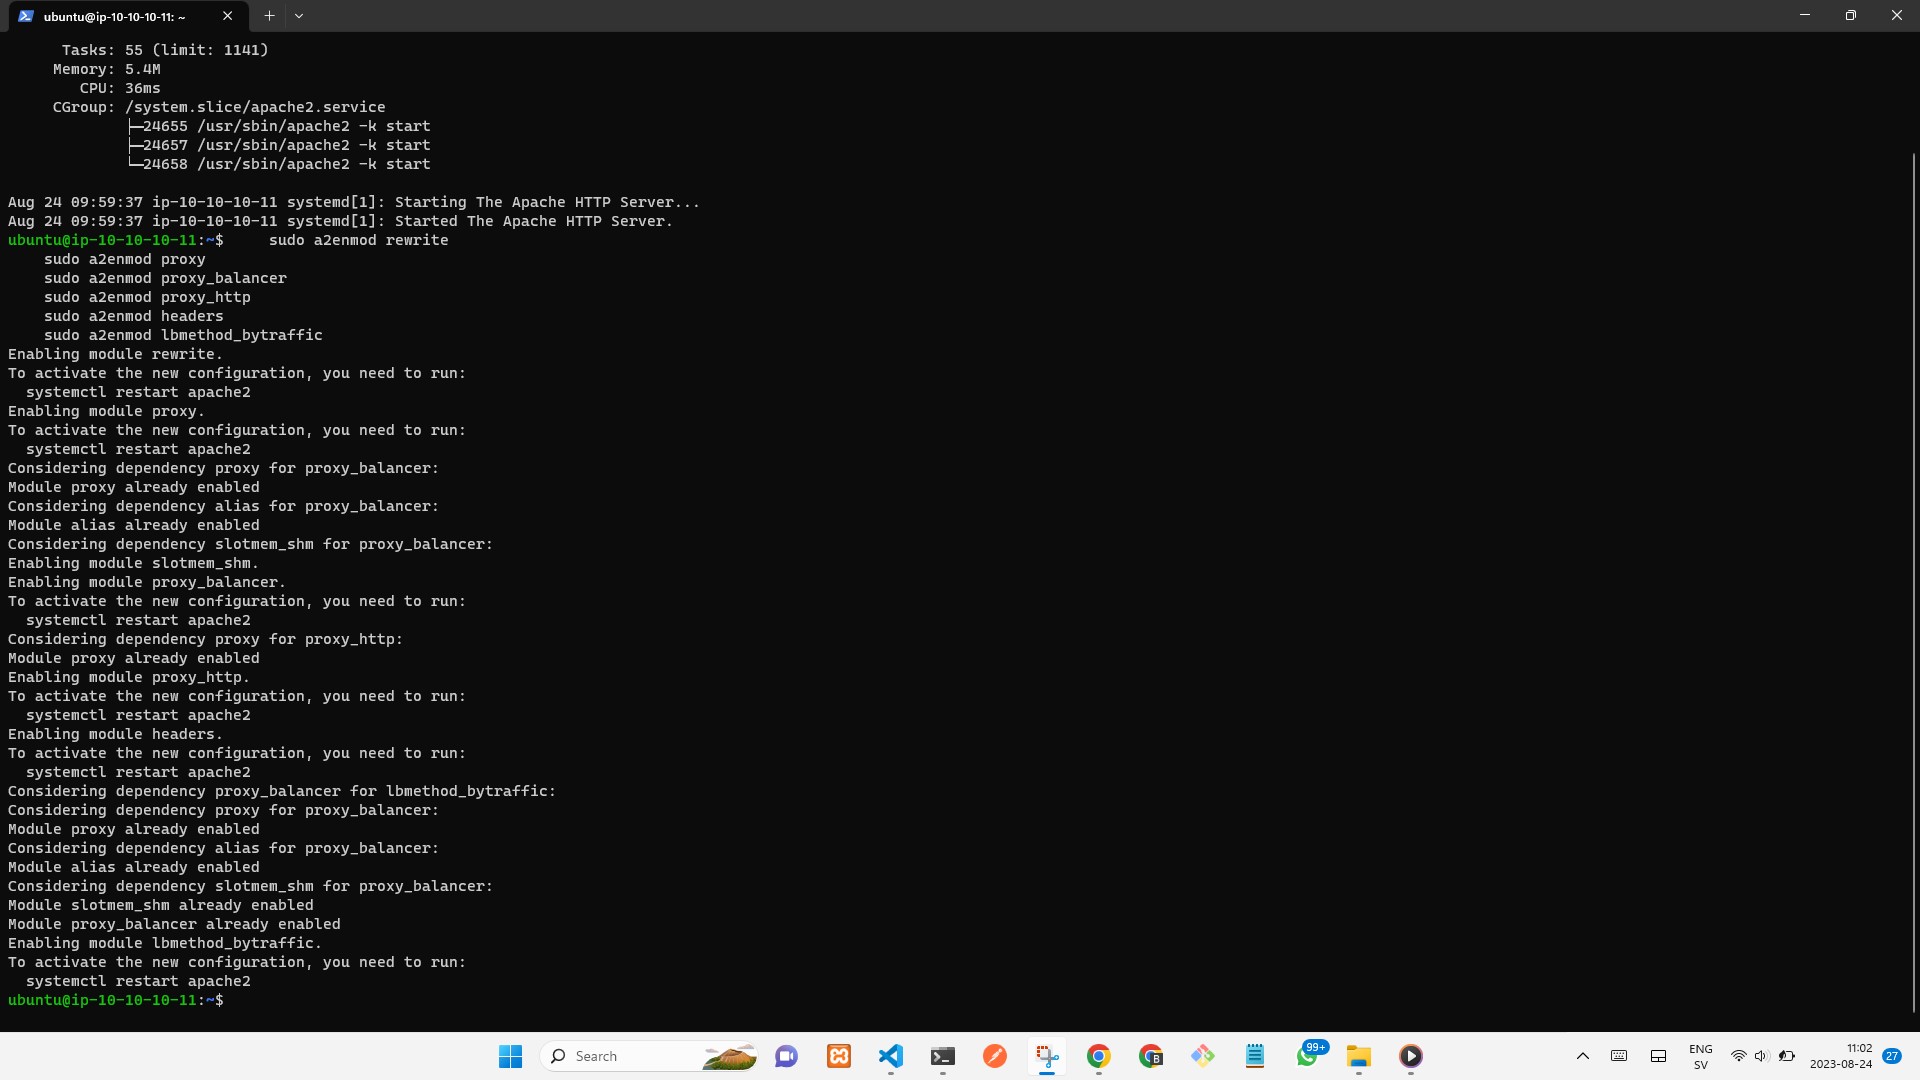 ubuntu@ip-10-10-10-11: ~
Tasks: 55 (limit: 1141)
Memory: 5.4M
CPU: 36ms
CGroup: /system.slice/apache2.service
├─24655 /usr/sbin/apache2 -k start
├─24657 /usr/sbin/apache2 -k start
└─24658 /usr/sbin/apache2 -k start
Aug 24 09:59:37 ip-10-10-10-11 systemd[1]: Starting The Apache HTTP Server...
Aug 24 09:59:37 ip-10-10-10-11 systemd[1]: Started The Apache HTTP Server.
ubuntu@ip-10-10-10-11:~$     sudo a2enmod rewrite
sudo a2enmod proxy
sudo a2enmod proxy_balancer
sudo a2enmod proxy_http
sudo a2enmod headers
sudo a2enmod lbmethod_bytraffic
Enabling module rewrite.
To activate the new configuration, you need to run:
systemctl restart apache2
Enabling module proxy.
To activate the new configuration, you need to run:
systemctl restart apache2
Considering dependency proxy for proxy_balancer:
Module proxy already enabled
Considering dependency alias for proxy_balancer:
Module alias already enabled
Considering dependency slotmem_shm for proxy_balancer:
Enabling module slotmem_shm.
Enabling module proxy_balancer.
To activate the new configuration, you need to run:
systemctl restart apache2
Considering dependency proxy for proxy_http:
Module proxy already enabled
Enabling module proxy_http.
To activate the new configuration, you need to run:
systemctl restart apache2
Enabling module headers.
To activate the new configuration, you need to run:
systemctl restart apache2
Considering dependency proxy_balancer for lbmethod_bytraffic:
Considering dependency proxy for proxy_balancer:
Module proxy already enabled
Considering dependency alias for proxy_balancer:
Module alias already enabled
Considering dependency slotmem_shm for proxy_balancer:
Module slotmem_shm already enabled
Module proxy_balancer already enabled
Enabling module lbmethod_bytraffic.
To activate the new configuration, you need to run:
systemctl restart apache2
ubuntu@ip-10-10-10-11:~$
Search
B
99+
ENG
SV
11:02
2023-08-24
27